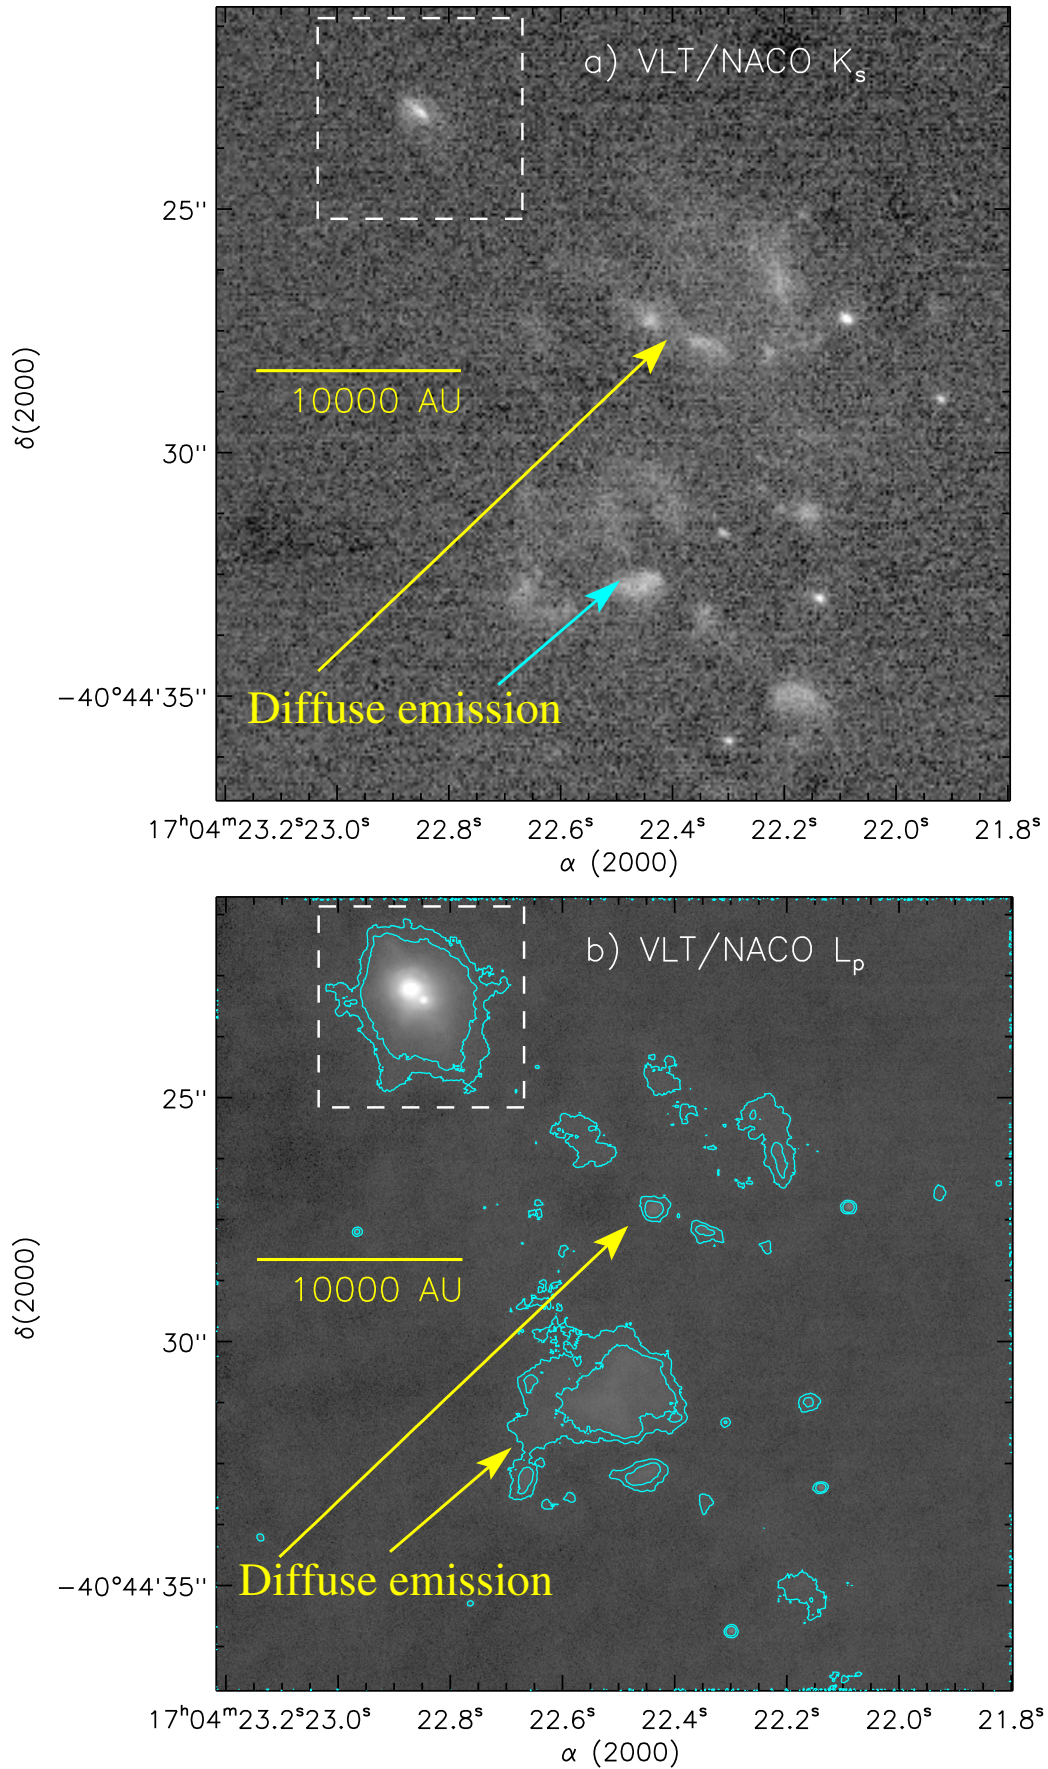 a) VLT/NACO Ks
25''
δ(2000)
10000 AU
30''
Diffuse emission
−40°44'35''
17ʰ04ᵐ23.2ˢ23.0ˢ 22.8ˢ 22.6ˢ 22.4ˢ 22.2ˢ 22.0ˢ 21.8ˢ
α (2000)
b) VLT/NACO Lp
25''
δ(2000)
10000 AU
30''
Diffuse emission
−40°44'35''
17ʰ04ᵐ23.2ˢ23.0ˢ 22.8ˢ 22.6ˢ 22.4ˢ 22.2ˢ 22.0ˢ 21.8ˢ
α (2000)